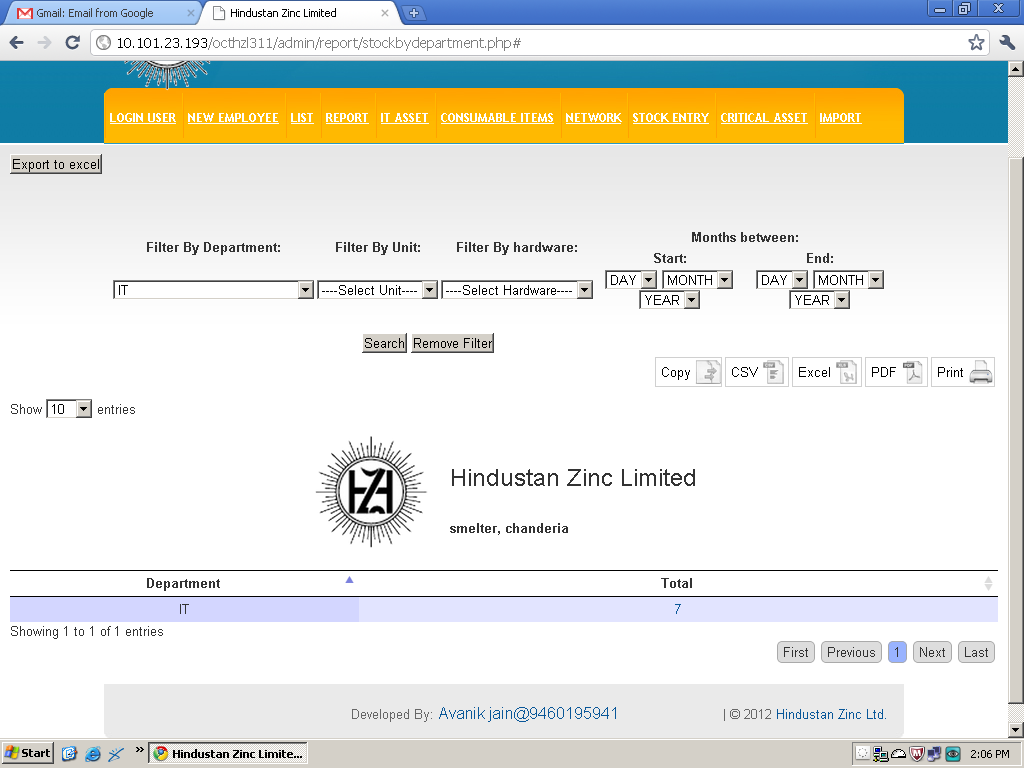 Gmail: Email from Google
Hindustan Zinc Limited
10.101.23.193/octhzl311/admin/report/stockbydepartment.php#
LOGIN USER NEW EMPLOYEE LIST REPORT IT ASSET CONSUMABLE ITEMS NETWORK STOCK ENTRY CRITICAL ASSET IMPORT
Export to excel
Filter By Department: Filter By Unit: Filter By hardware: Months between:
Start: End:
IT ----Select Unit---- ----Select Hardware---- DAY MONTH DAY MONTH
YEAR YEAR
Search Remove Filter
Copy CSV Excel PDF Print
Show 10 entries
HZL
Hindustan Zinc Limited
smelter, chanderia
Department Total
IT 7
Showing 1 to 1 of 1 entries
First Previous 1 Next Last
Developed By: Avanik jain@9460195941 | © 2012 Hindustan Zinc Ltd.
Start » Hindustan Zinc Limite... 2:06 PM